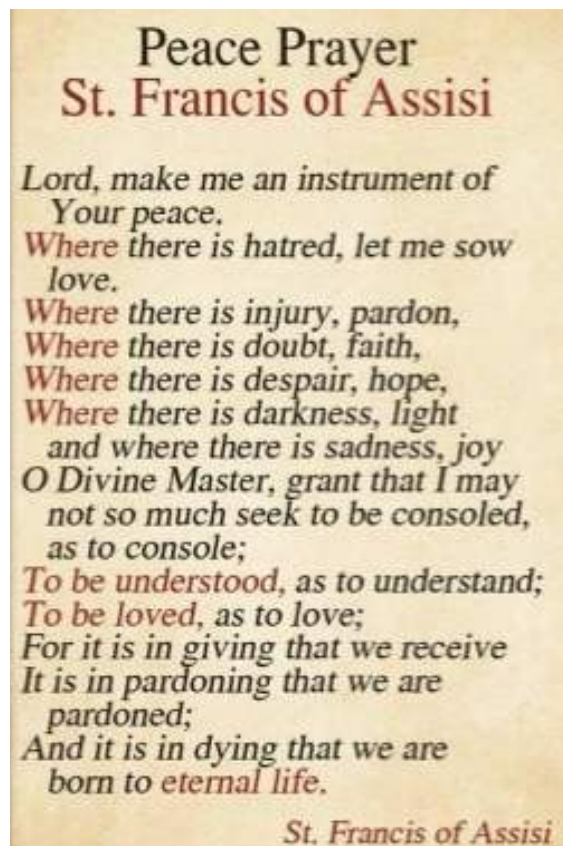 Peace Prayer
St. Francis of Assisi
Lord, make me an instrument of
Your peace.
Where there is hatred, let me sow
love.
Where there is injury, pardon,
Where there is doubt, faith,
Where there is despair, hope,
Where there is darkness, light
and where there is sadness, joy
O Divine Master, grant that I may
not so much seek to be consoled,
as to console;
To be understood, as to understand;
To be loved, as to love;
For it is in giving that we receive
It is in pardoning that we are
pardoned;
And it is in dying that we are
born to eternal life.
St. Francis of Assisi